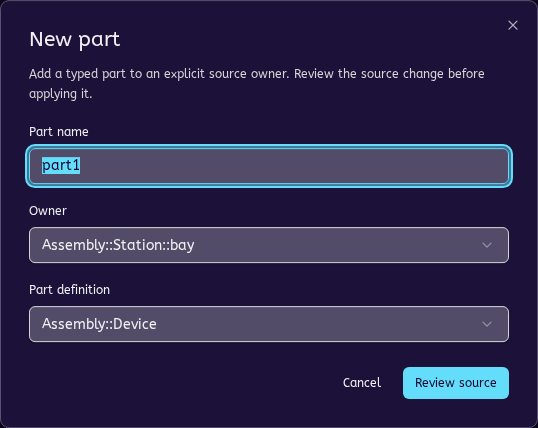 New part
Add a typed part to an explicit source owner. Review the source change before
applying it.
Part name
part1
Owner
Assembly::Station::bay
Part definition
Assembly::Device
Cancel
Review source